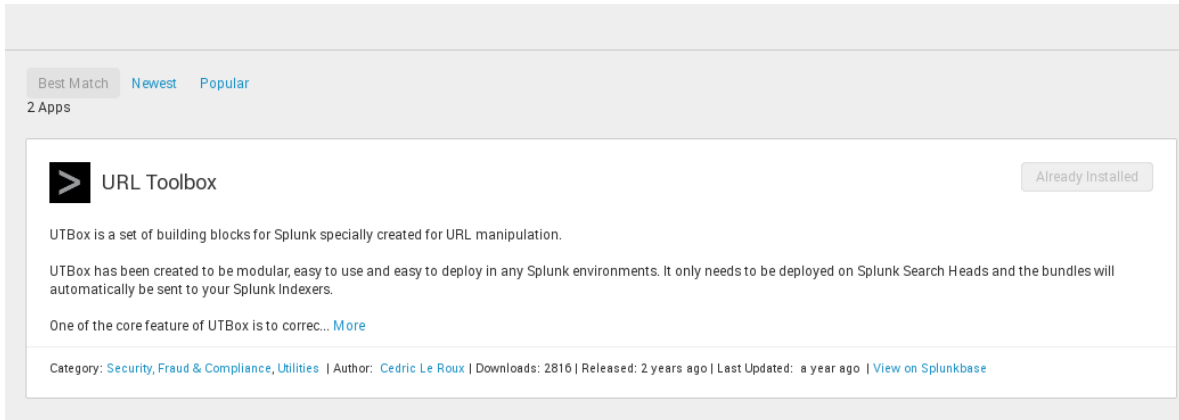 Best Match Newest Popular
2 Apps
URL Toolbox
Already Installed
UTBox is a set of building blocks for Splunk specially created for URL manipulation.
UTBox has been created to be modular, easy to use and easy to deploy in any Splunk environments. It only needs to be deployed on Splunk Search Heads and the bundles will
automatically be sent to your Splunk Indexers.
One of the core feature of UTBox is to correc... More
Category: Security, Fraud & Compliance, Utilities | Author: Cedric Le Roux | Downloads: 2816 | Released: 2 years ago | Last Updated: a year ago | View on Splunkbase